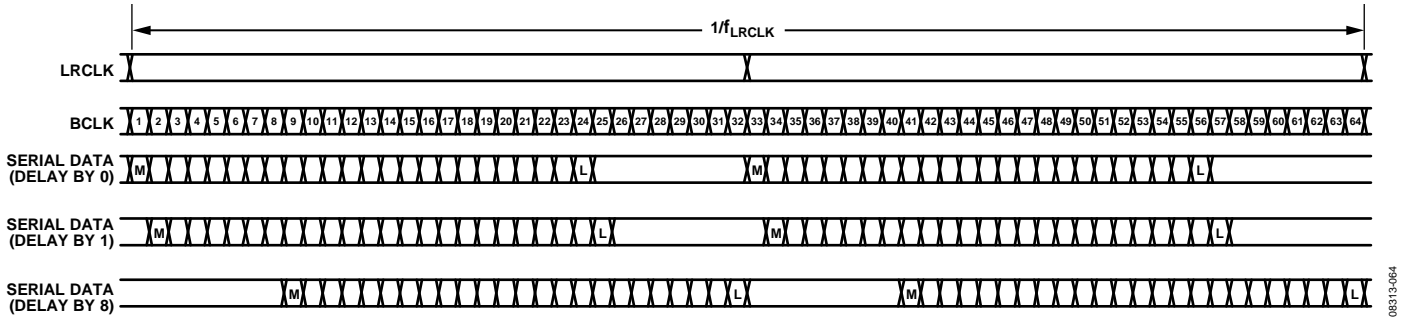 1/fLRCLK
LRCLK
BCLK 1 2 3 4 5 6 7 8 9 10 11 12 13 14 15 16 17 18 19 20 21 22 23 24 25 26 27 28 29 30 31 32 33 34 35 36 37 38 39 40 41 42 43 44 45 46 47 48 49 50 51 52 53 54 55 56 57 58 59 60 61 62 63 64
SERIAL DATA
(DELAY BY 0) M L M L
SERIAL DATA
(DELAY BY 1) M L M L
SERIAL DATA
(DELAY BY 8) M L M L
08313-064